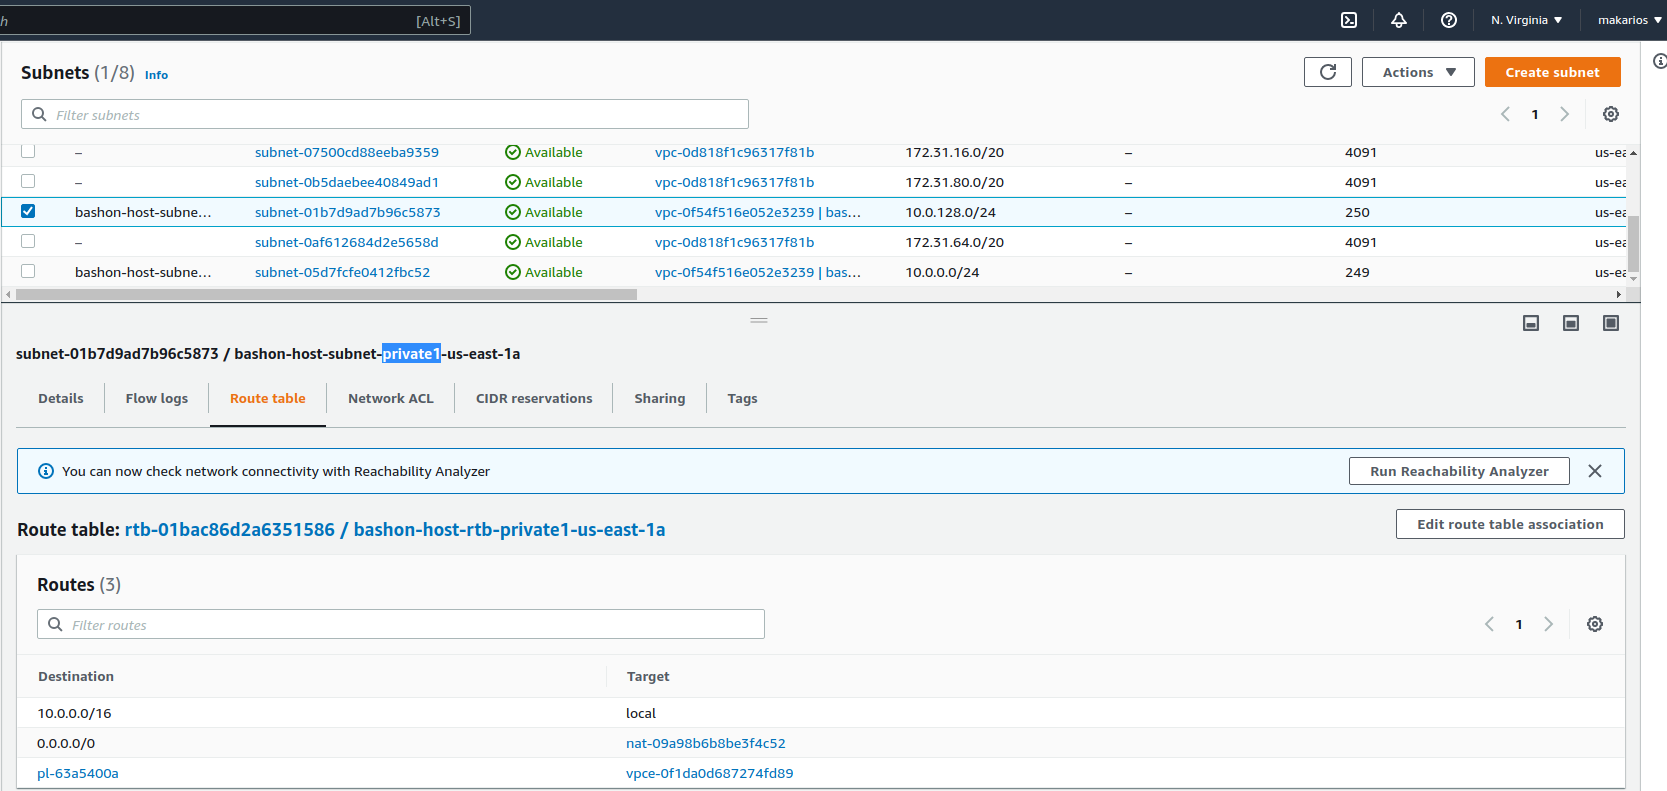 h [Alt+S] N. Virginia ▼ makarios ▼
Subnets (1/8) Info Actions ▼ Create subnet
Filter subnets 1
– subnet-07500cd88eeba9359 Available vpc-0d818f1c96317f81b 172.31.16.0/20 – 4091 us-ea
– subnet-0b5daebee40849ad1 Available vpc-0d818f1c96317f81b 172.31.80.0/20 – 4091 us-ea
bashon-host-subne... subnet-01b7d9ad7b96c5873 Available vpc-0f54f516e052e3239 | bas... 10.0.128.0/24 – 250 us-ea
– subnet-0af612684d2e5658d Available vpc-0d818f1c96317f81b 172.31.64.0/20 – 4091 us-ea
bashon-host-subne... subnet-05d7fcfe0412fbc52 Available vpc-0f54f516e052e3239 | bas... 10.0.0.0/24 – 249 us-ea
subnet-01b7d9ad7b96c5873 / bashon-host-subnet-private1-us-east-1a
Details Flow logs Route table Network ACL CIDR reservations Sharing Tags
You can now check network connectivity with Reachability Analyzer Run Reachability Analyzer
Route table: rtb-01bac86d2a6351586 / bashon-host-rtb-private1-us-east-1a Edit route table association
Routes (3)
Filter routes 1
Destination Target
10.0.0.0/16 local
0.0.0.0/0 nat-09a98b6b8be3f4c52
pl-63a5400a vpce-0f1da0d687274fd89